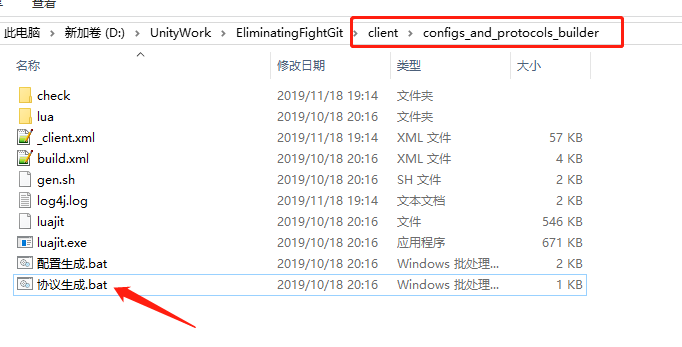 查看
此电脑 › 新加卷 (D:) › UnityWork › EliminatingFightGit › client › configs_and_protocols_builder
名称 修改日期 类型 大小
check 2019/11/18 19:14 文件夹
lua 2019/10/18 20:16 文件夹
_client.xml 2019/11/18 19:14 XML 文件 57 KB
build.xml 2019/10/18 20:16 XML 文件 4 KB
gen.sh 2019/10/18 20:16 SH 文件 2 KB
log4j.log 2019/11/18 19:14 文本文档 2 KB
luajit 2019/10/18 20:16 文件 546 KB
luajit.exe 2019/10/18 20:16 应用程序 671 KB
配置生成.bat 2019/10/18 20:16 Windows 批处理... 2 KB
协议生成.bat 2019/10/18 20:16 Windows 批处理... 1 KB